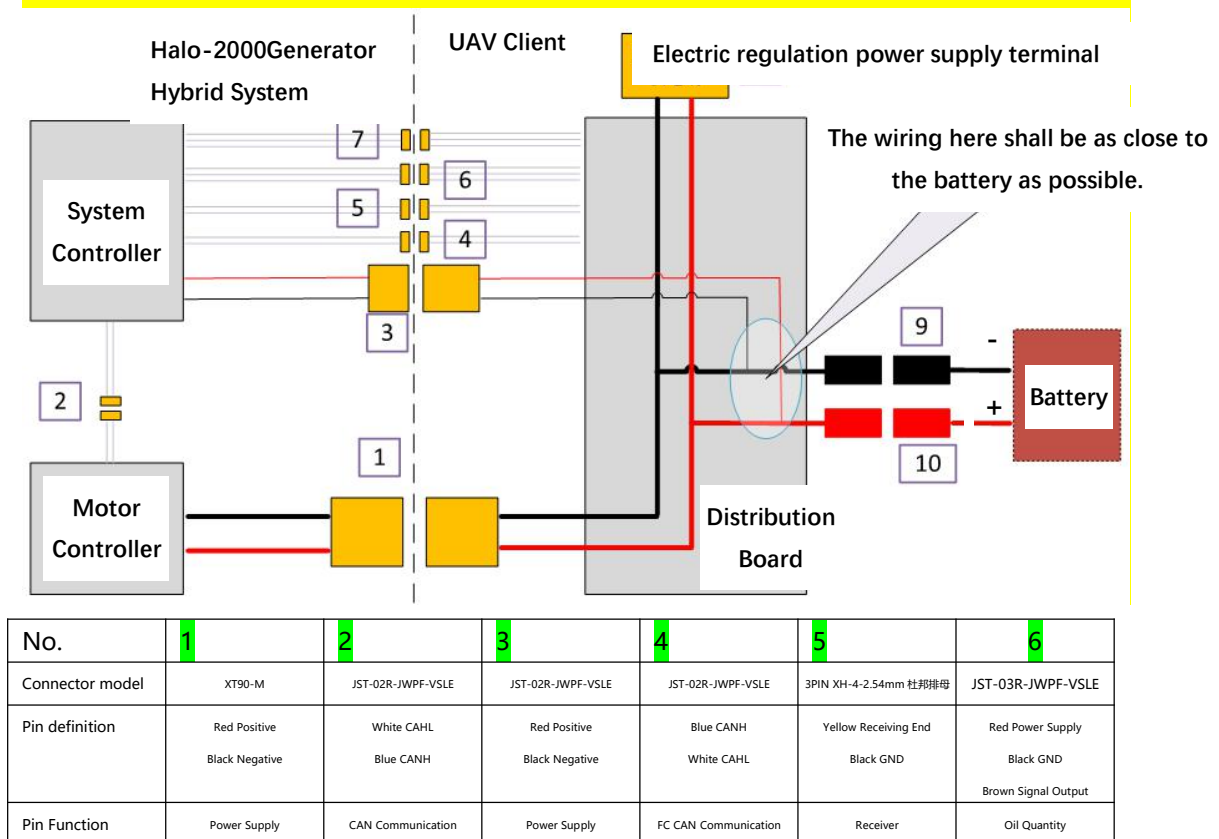 Halo-2000Generator
Hybrid System
UAV Client
Electric regulation power supply terminal
The wiring here shall be as close to
the battery as possible.
7
6
5
4
System
Controller
3
9
-
2
Battery
+
1
10
Motor
Controller
Distribution
Board
No. 1 2 3 4 5 6
Connector model XT90-M JST-02R-JWPF-VSLE JST-02R-JWPF-VSLE JST-02R-JWPF-VSLE 3PIN XH-4-2.54mm 杜邦排母 JST-03R-JWPF-VSLE
Pin definition Red Positive White CAHL Red Positive Blue CANH Yellow Receiving End Red Power Supply
Black Negative Blue CANH Black Negative White CAHL Black GND Black GND
Brown Signal Output
Pin Function Power Supply CAN Communication Power Supply FC CAN Communication Receiver Oil Quantity